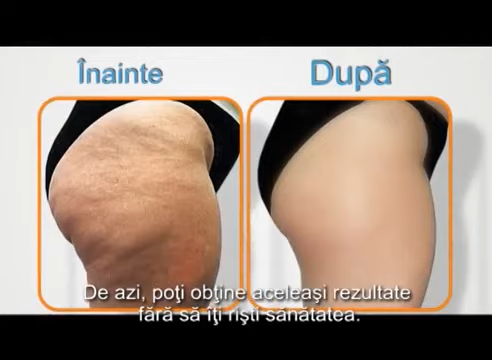 Înainte
După
De azi, poţi obţine aceleaşi rezultate
fără să îţi rişti sănătatea.